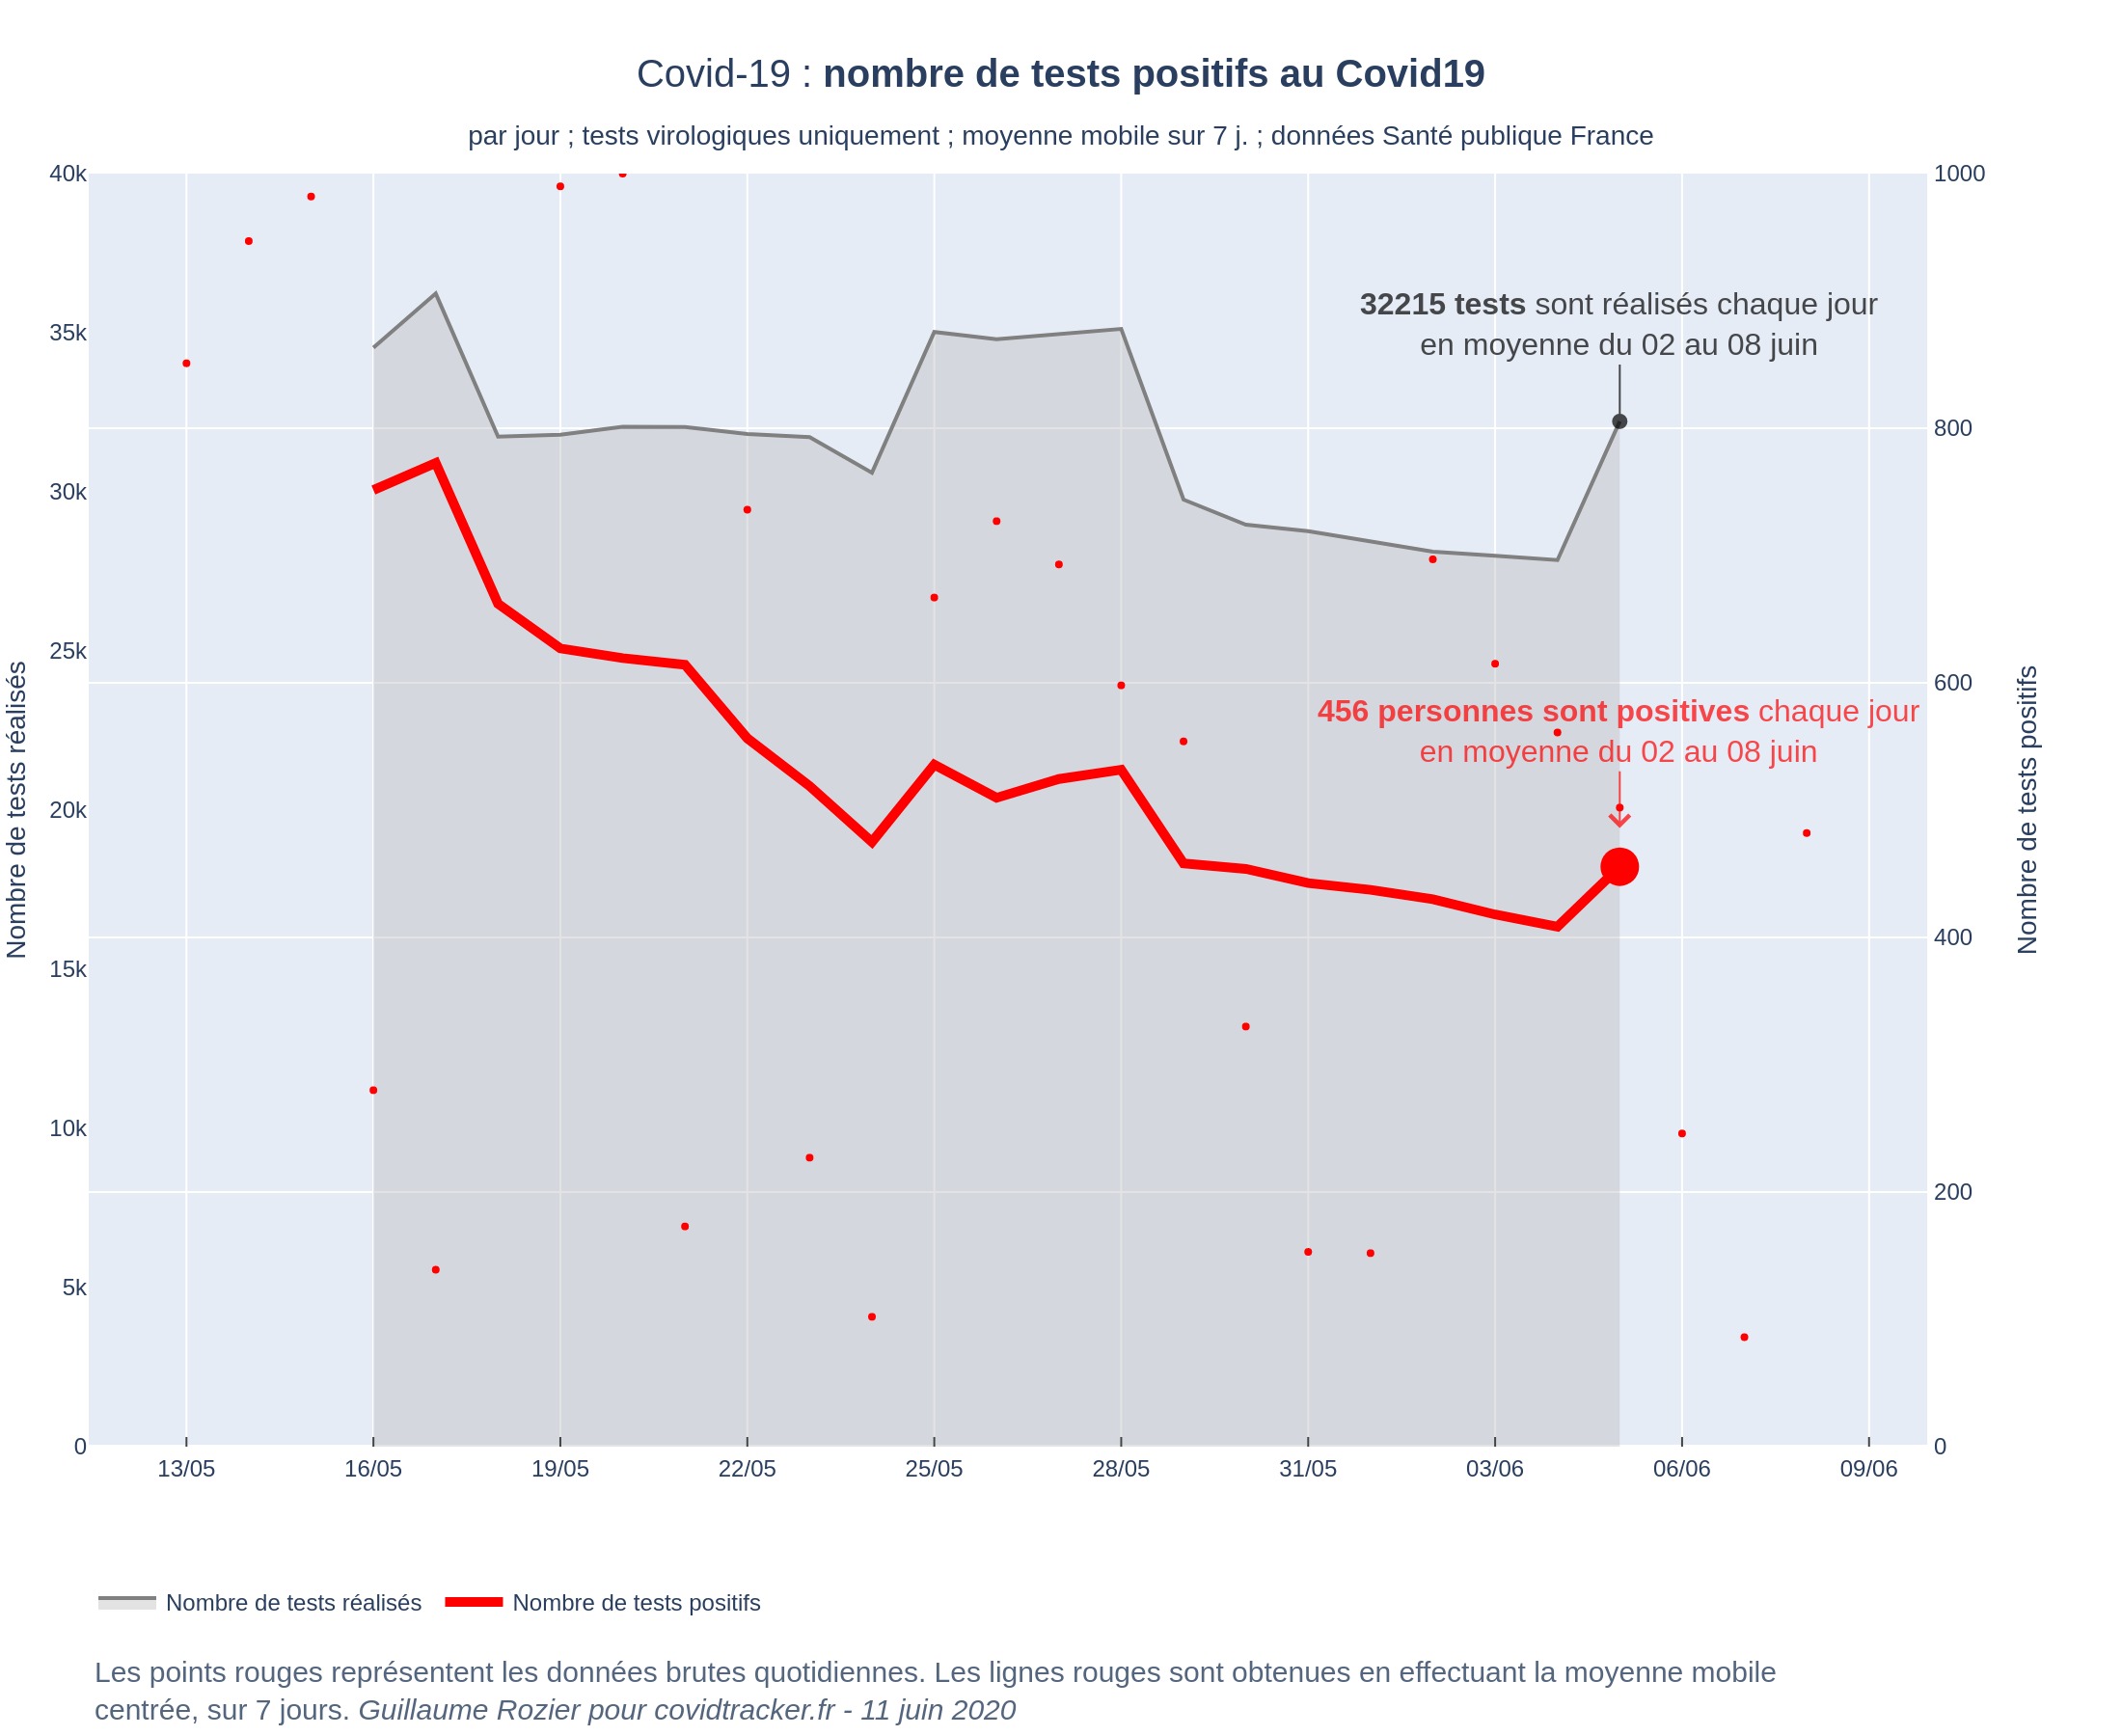 Covid-19 : nombre de tests positifs au Covid19
par jour ; tests virologiques uniquement ; moyenne mobile sur 7 j. ; données Santé publique France
40k
35k
30k
25k
20k
15k
10k
5k
0
Nombre de tests réalisés
1000
800
600
400
200
0
Nombre de tests positifs
32215 tests sont réalisés chaque jour
en moyenne du 02 au 08 juin
456 personnes sont positives chaque jour
en moyenne du 02 au 08 juin
13/05 16/05 19/05 22/05 25/05 28/05 31/05 03/06 06/06 09/06
Nombre de tests réalisés Nombre de tests positifs
Les points rouges représentent les données brutes quotidiennes. Les lignes rouges sont obtenues en effectuant la moyenne mobile
centrée, sur 7 jours. Guillaume Rozier pour covidtracker.fr - 11 juin 2020